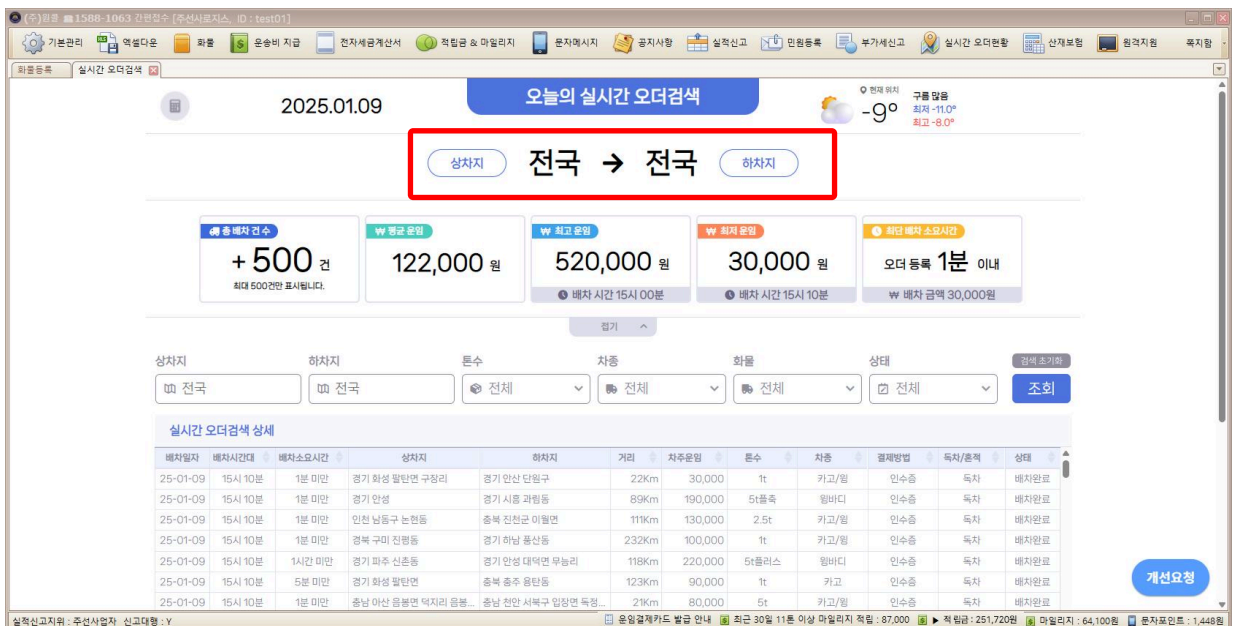 (주)원콜 ☎1588-1063 간편접수 [주선사로지스, ID : test01]
기본관리 엑셀다운 화물 운송비 지급 전자세금계산서 적립금 & 마일리지 문자메시지 공지사항 실적신고 민원등록 부가세신고 실시간 오더현황 산재보험 원격지원 쪽지함
화물등록 실시간 오더검색
2025.01.09 오늘의 실시간 오더검색 현재 위치 -9° 구름 많음
최저 -11.0°
최고 -8.0°
상차지 전국 → 전국 하차지
총 배차 건 수 ₩ 평균 운임 ₩ 최고 운임 ₩ 최저 운임 최단 배차 소요시간
+ 500 건 122,000 원 520,000 원 30,000 원 오더 등록 1분 이내
최대 500건만 표시됩니다. 배차 시간 15시 00분 배차 시간 15시 10분 ₩ 배차 금액 30,000원
접기
상차지 하차지 톤수 차종 화물 상태 검색 초기화
전국 전국 전체 전체 전체 전체 조회
실시간 오더검색 상세
배차일자 배차시간대 배차소요시간 상차지 하차지 거리 차주운임 톤수 차종 결제방법 독차/혼적 상태
25-01-09 15시 10분 1분 미만 경기 화성 팔탄면 구장리 경기 안산 단원구 22Km 30,000 1t 카고/윙 인수증 독차 배차완료
25-01-09 15시 10분 1분 미만 경기 안성 경기 시흥 과림동 89Km 190,000 5t플축 윙바디 인수증 독차 배차완료
25-01-09 15시 10분 1분 미만 인천 남동구 논현동 충북 진천군 이월면 111Km 130,000 2.5t 카고/윙 인수증 독차 배차완료
25-01-09 15시 10분 1분 미만 경북 구미 진평동 경기 하남 풍산동 232Km 100,000 1t 카고/윙 인수증 독차 배차완료
25-01-09 15시 10분 1시간 미만 경기 파주 신촌동 경기 안성 대덕면 무능리 118Km 220,000 5t플러스 윙바디 인수증 독차 배차완료
25-01-09 15시 10분 5분 미만 경기 화성 팔탄면 충북 충주 용탄동 123Km 90,000 1t 카고 인수증 독차 배차완료
25-01-09 15시 10분 1분 미만 충남 아산 음봉면 덕지리 음봉... 충남 천안 서북구 입장면 독정... 21Km 80,000 5t 카고/윙 인수증 독차 배차완료
개선요청
실적신고지위 : 주선사업자 신고대행 : Y 운임결제카드 발급 안내 최근 30일 11톤 이상 마일리지 적립 : 87,000 ▶ 적립금 : 251,720원 마일리지 : 64,100원 문자포인트 : 1,448원